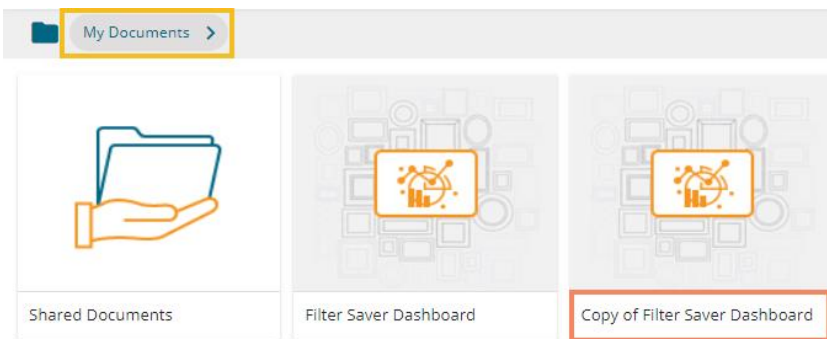 My Documents
Shared Documents
Filter Saver Dashboard
Copy of Filter Saver Dashboard